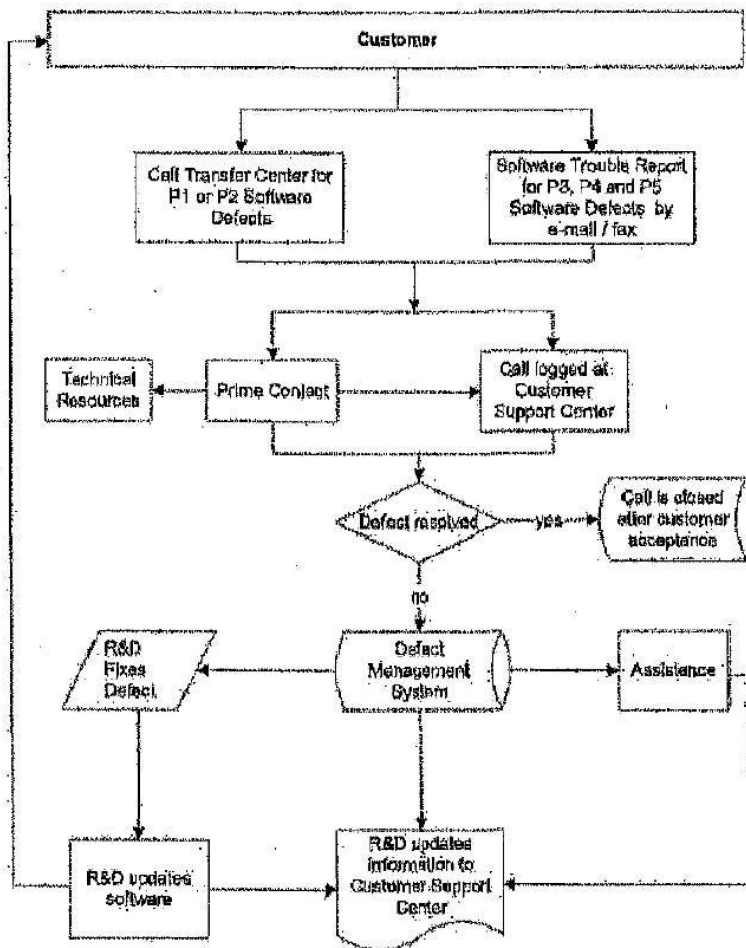 Customer
Call Transfer Center for
P1 or P2 Software
Defects
Software Trouble Report
for P3, P4 and P5
Software Defects by
e-mail / fax
Technical
Resources
Prime Contact
Call logged at
Customer
Support Center
Defect resolved
yes
Call is closed
after customer
acceptance
no
R&D
Fixes
Defect
Defect
Management
System
Assistance
R&D updates
software
R&D updates
information to
Customer Support
Center